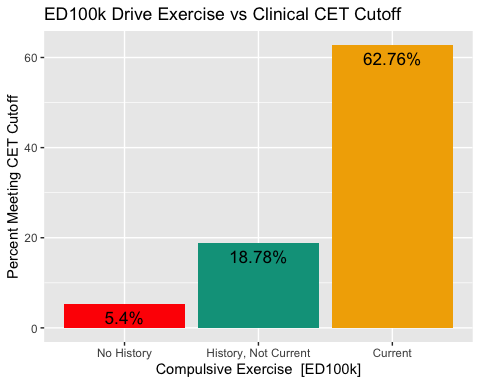 ED100k Drive Exercise vs Clinical CET Cutoff
Percent Meeting CET Cutoff
60
40
20
0
62.76%
18.78%
5.4%
No History
History, Not Current
Current
Compulsive Exercise  [ED100k]